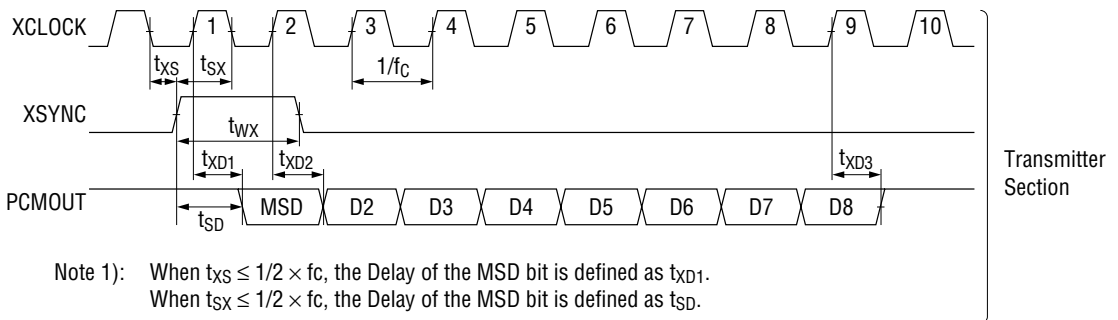 XCLOCK 1 2 3 4 5 6 7 8 9 10
tXS tSX 1/fC
XSYNC
tWX
tXD1 tXD2 tXD3
PCMOUT MSD D2 D3 D4 D5 D6 D7 D8
tSD
Transmitter
Section
Note 1): When tXS ≤ 1/2 × fc, the Delay of the MSD bit is defined as tXD1.
When tSX ≤ 1/2 × fc, the Delay of the MSD bit is defined as tSD.